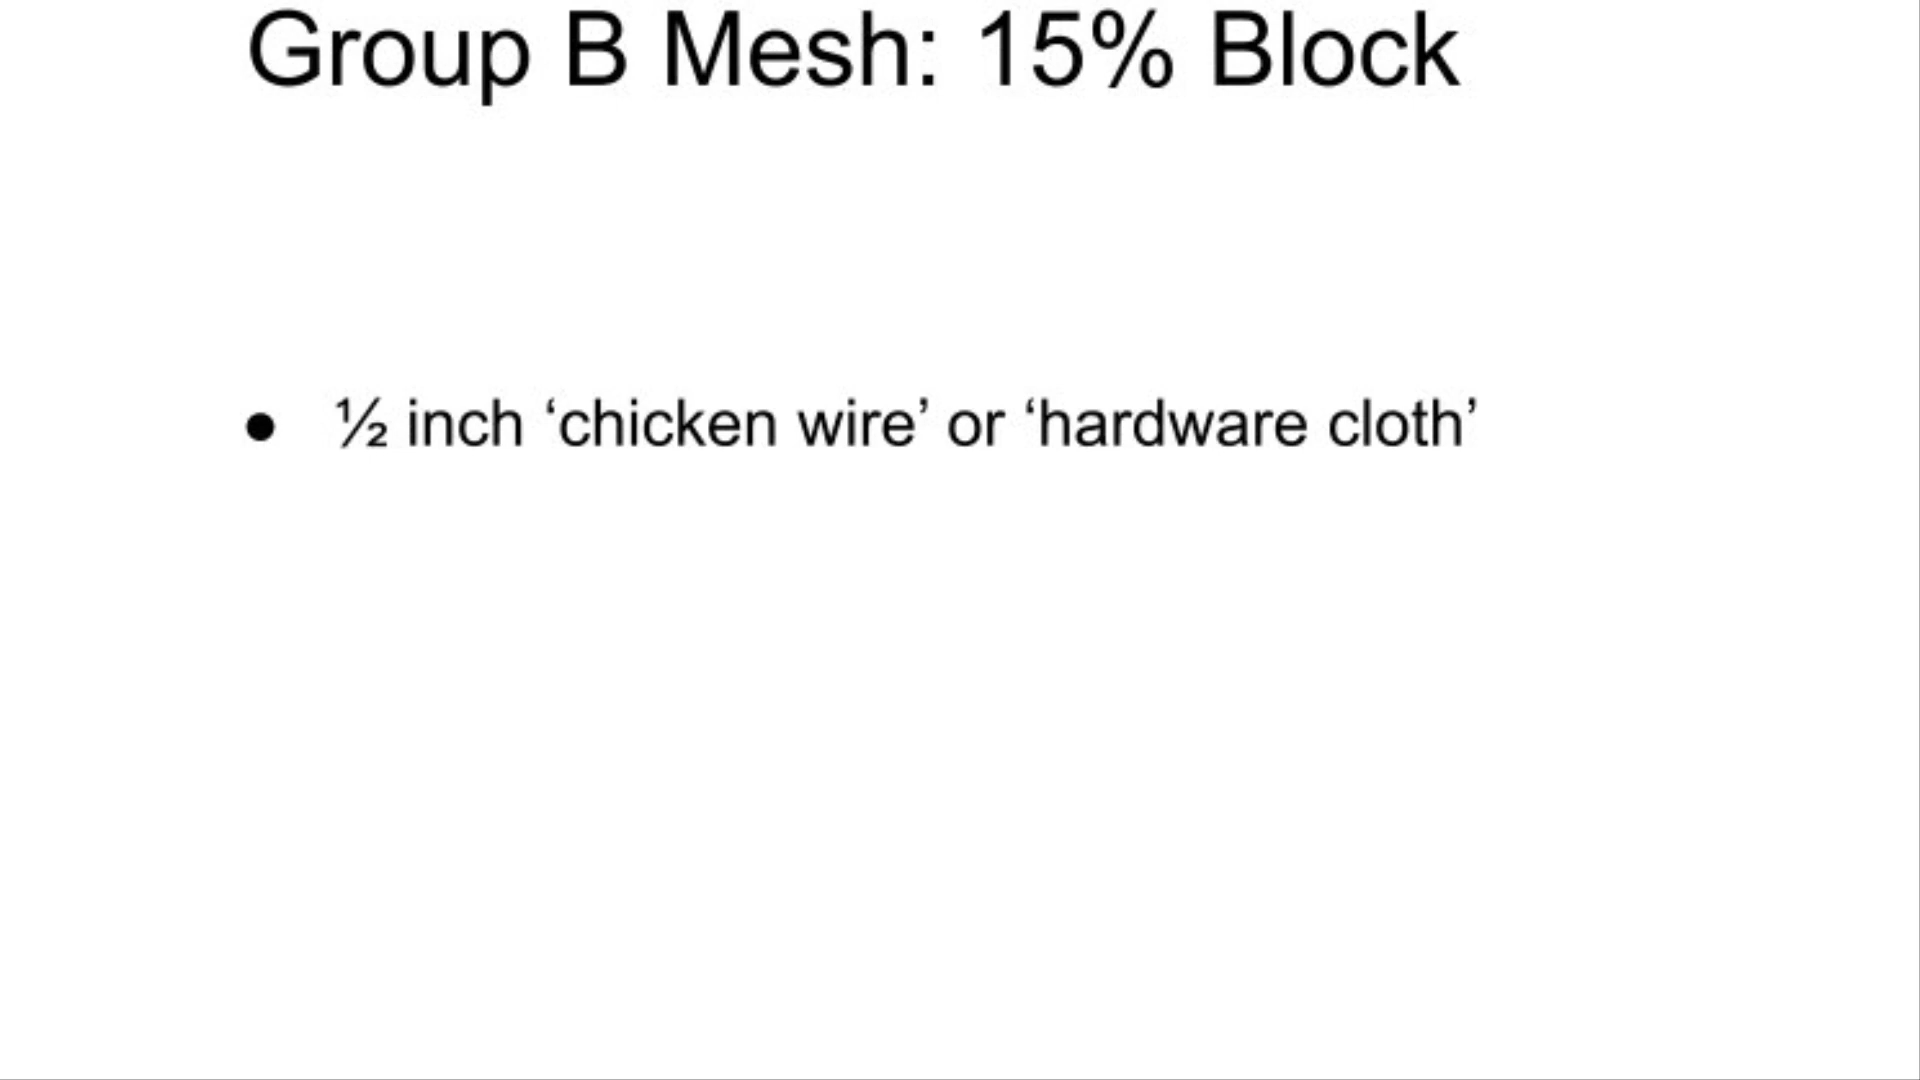 Group B Mesh: 15% Block
● ½ inch ‘chicken wire’ or ‘hardware cloth’